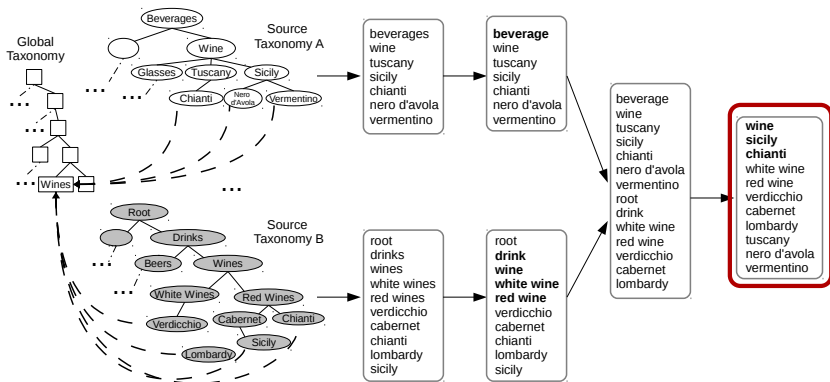 Global
Taxonomy
...
...
...
Wines
Beverages
Wine
Glasses
Tuscany
Sicily
...
...
Chianti
Nero
d'Avola
Vermentino
Source
Taxonomy A
...
Root
Drinks
...
Beers
Wines
...
White Wines
Red Wines
Verdicchio
Cabernet
Chianti
Lombardy
Sicily
Source
Taxonomy B
beverages
wine
tuscany
sicily
chianti
nero d'avola
vermentino
beverage
wine
tuscany
sicily
chianti
nero d'avola
vermentino
root
drinks
wines
white wines
red wines
verdicchio
cabernet
chianti
lombardy
sicily
root
drink
wine
white wine
red wine
verdicchio
cabernet
chianti
lombardy
sicily
beverage
wine
tuscany
sicily
chianti
nero d'avola
vermentino
root
drink
white wine
red wine
verdicchio
cabernet
lombardy
wine
sicily
chianti
white wine
red wine
verdicchio
cabernet
lombardy
tuscany
nero d'avola
vermentino